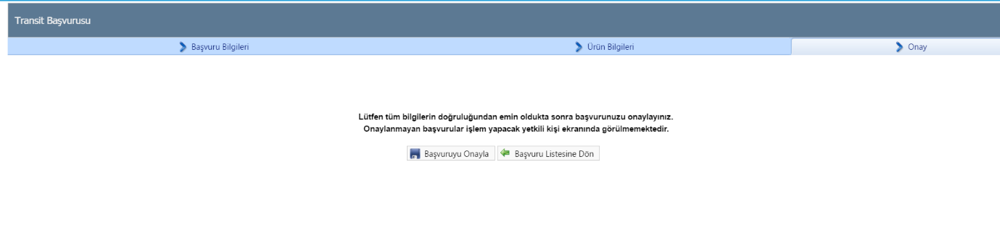 Transit Başvurusu
Başvuru Bilgileri
Ürün Bilgileri
Onay
Lütfen tüm bilgilerin doğruluğundan emin oldukta sonra başvurunuzu onaylayınız.
Onaylanmayan başvurular işlem yapacak yetkili kişi ekranında görülmemektedir.
Başvuruyu Onayla
Başvuru Listesine Dön